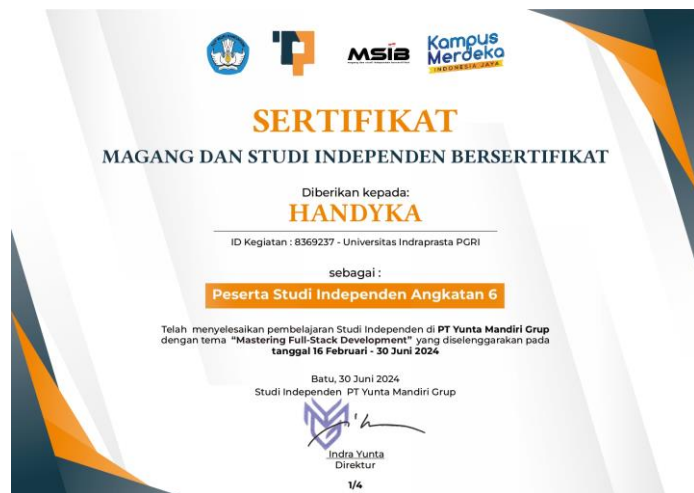 MSiB
Kampus
Merdeka
INDONESIA JAYA
SERTIFIKAT
MAGANG DAN STUDI INDEPENDEN BERSERTIFIKAT
Diberikan kepada:
HANDYKA
ID Kegiatan : 8369237 - Universitas Indraprasta PGRI
sebagai :
Peserta Studi Independen Angkatan 6
Telah menyelesaikan pembelajaran Studi Independen di PT Yunta Mandiri Grup
dengan tema "Mastering Full-Stack Development" yang diselenggarakan pada
tanggal 16 Februari - 30 Juni 2024
Batu, 30 Juni 2024
Studi Independen PT Yunta Mandiri Grup
Indra Yunta
Direktur
1/4